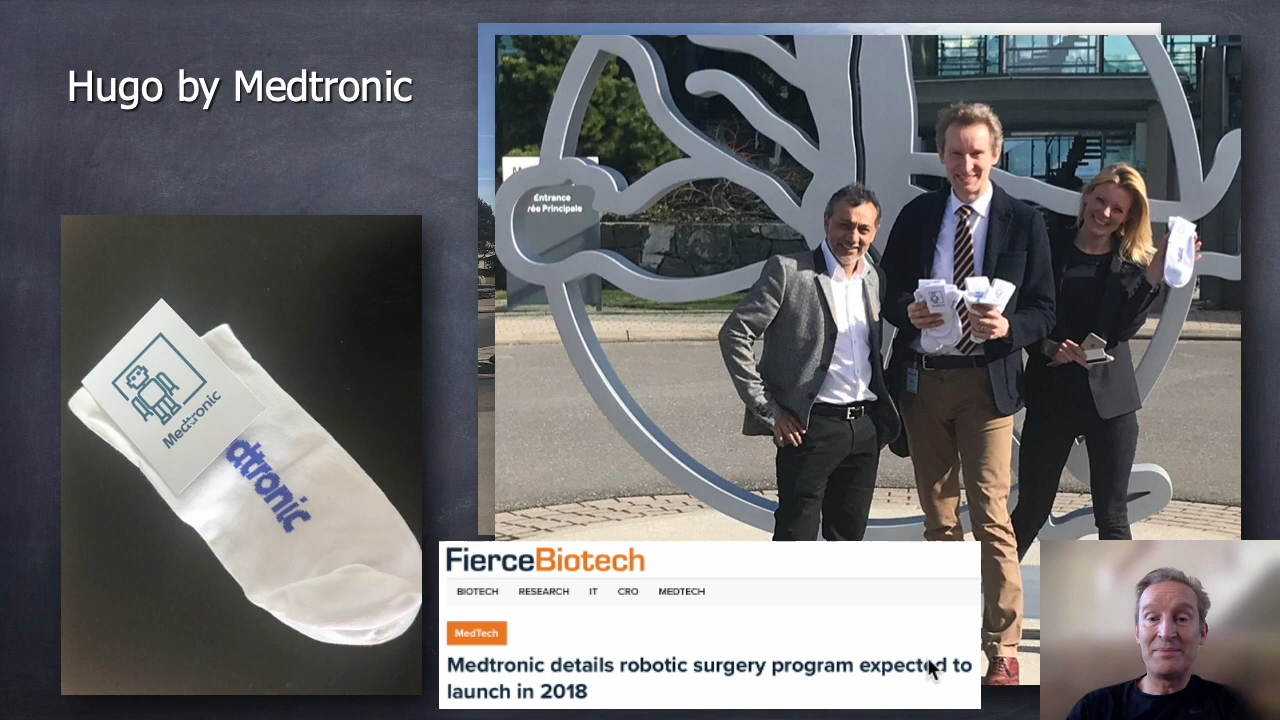 Hugo by Medtronic
Entrance
rée Principale
Medtronic
atronic
FierceBiotech
BIOTECH RESEARCH IT CRO MEDTECH
MedTech
Medtronic details robotic surgery program expected to
launch in 2018